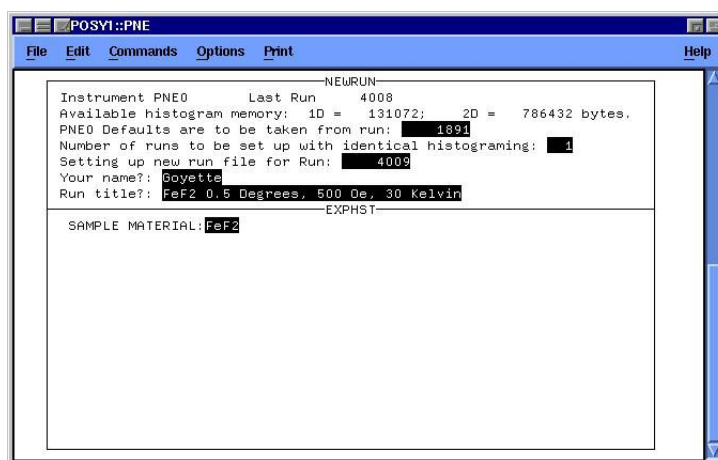 POSY1::PNE
File Edit Commands Options Print Help
NEWRUN
Instrument PNE0 Last Run 4008
Available histogram memory: 1D = 131072; 2D = 786432 bytes.
PNE0 Defaults are to be taken from run: 1891
Number of runs to be set up with identical histograming: 1
Setting up new run file for Run: 4009
Your name?: Goyette
Run title?: FeF2 0.5 Degrees, 500 Oe, 30 Kelvin
EXPHST
SAMPLE MATERIAL: FeF2